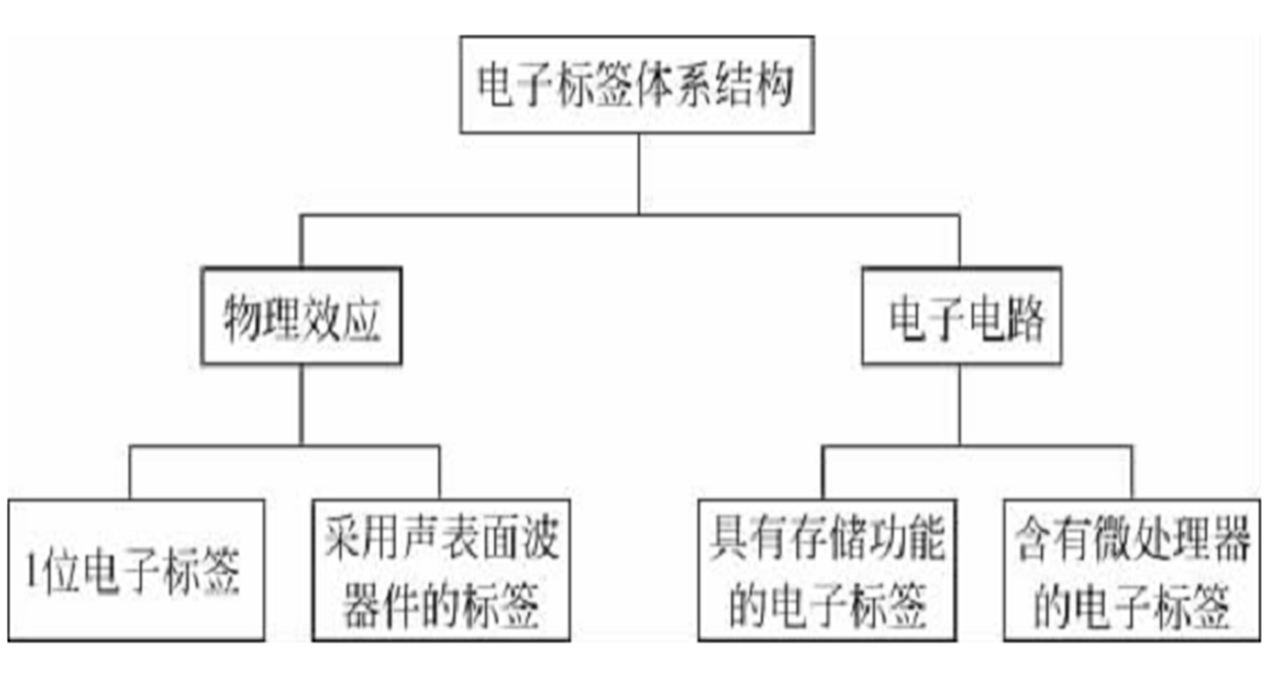 电子标签体系结构
物理效应
电子电路
1位电子标签
采用声表面波
器件的标签
具有存储功能
的电子标签
含有微处理器
的电子标签